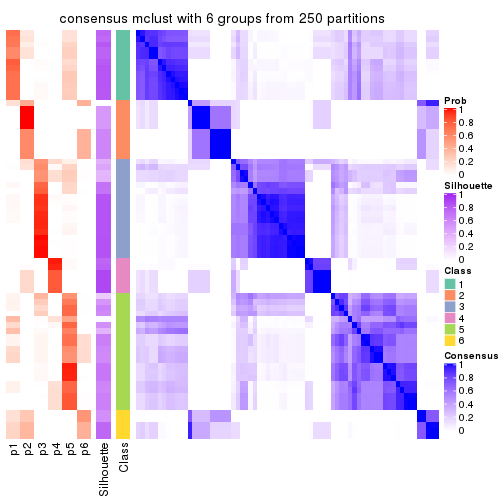 consensus mclust with 6 groups from 250 partitions
Prob
1
0.8
0.6
0.4
0.2
0
Silhouette
1
0.8
0.6
0.4
0.2
0
Class
1
2
3
4
5
6
Consensus
1
0.8
0.6
0.4
0.2
0
p1
p2
p3
p4
p5
p6
Silhouette
Class